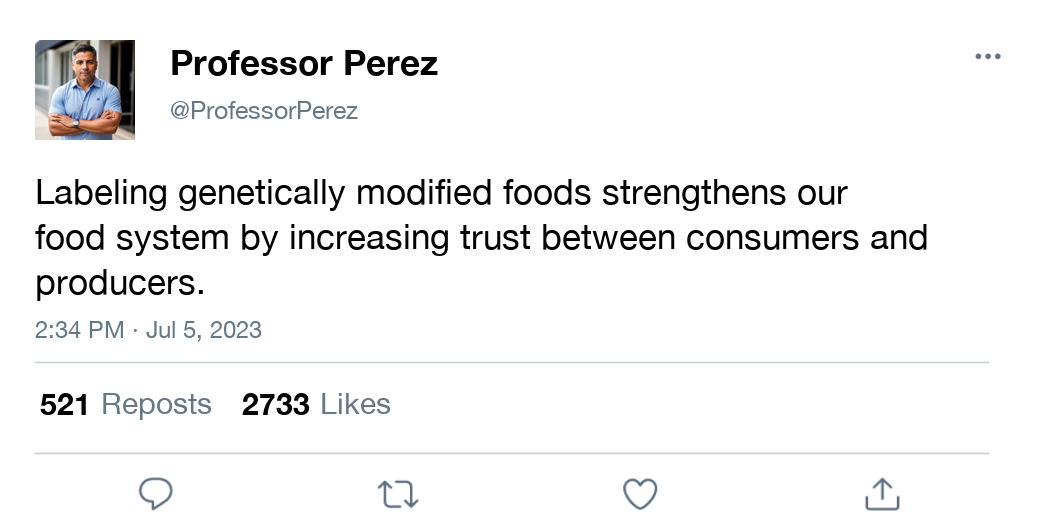 Professor Perez
@ProfessorPerez
Labeling genetically modified foods strengthens our
food system by increasing trust between consumers and
producers.
2:34 PM · Jul 5, 2023
521 Reposts 2733 Likes